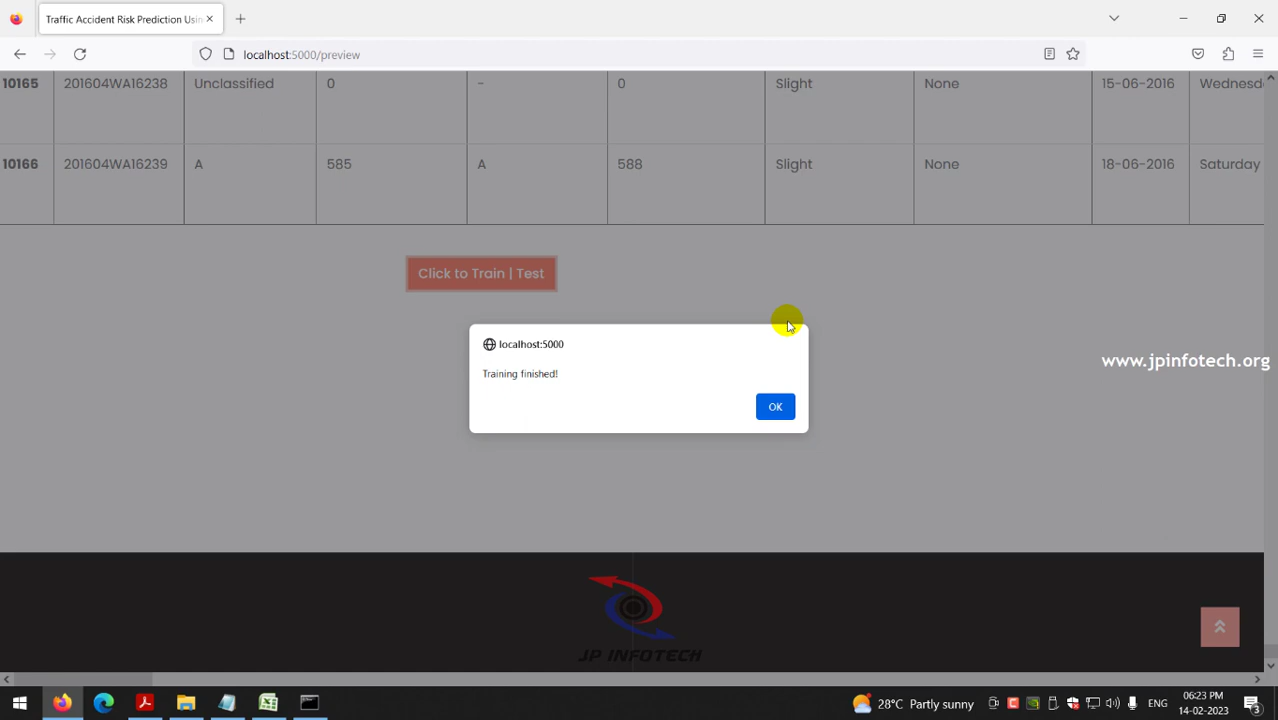 Traffic Accident Risk Prediction Usin
localhost:5000/preview
10165 201604WA16238 Unclassified 0 - 0 Slight None 15-06-2016 Wednesd
10166 201604WA16239 A 585 A 588 Slight None 18-06-2016 Saturday
Click to Train | Test
localhost:5000
Training finished!
OK
www.jpinfotech.org
JP INFOTECH
28°C Partly sunny
ENG
06:23 PM
14-02-2023
3